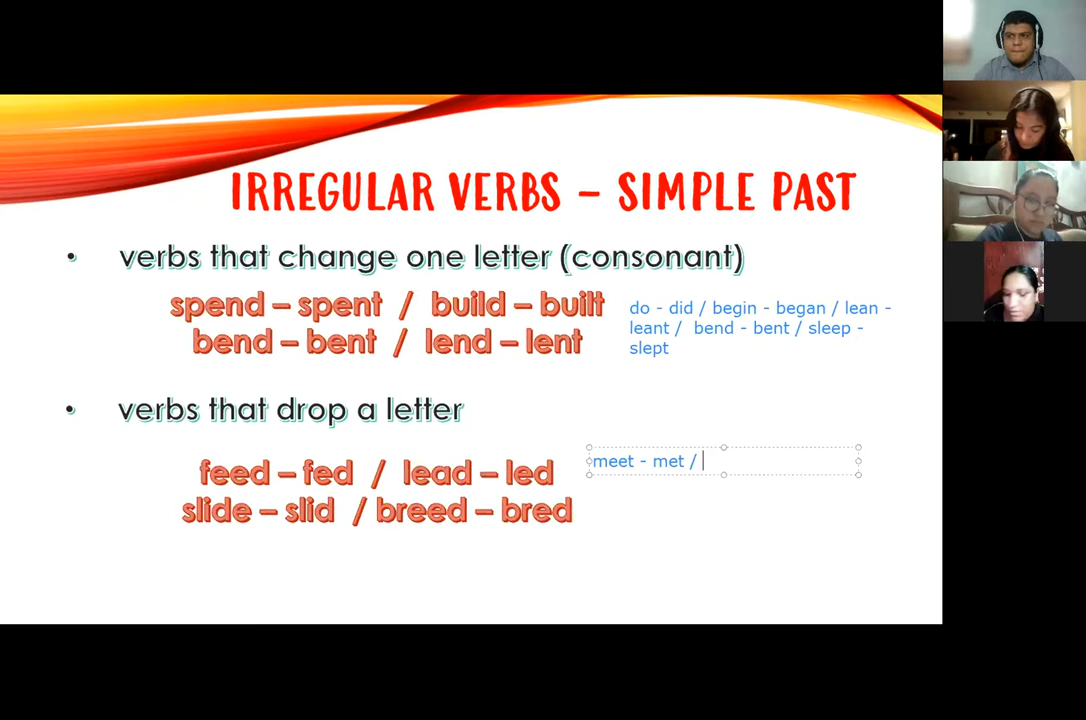 IRREGULAR VERBS – SIMPLE PAST
• verbs that change one letter (consonant)
spend – spent / build – built
bend – bent / lend – lent
do - did / begin - began / lean -
leant / bend - bent / sleep -
slept
• verbs that drop a letter
feed – fed / lead – led
slide – slid / breed – bred
meet - met /